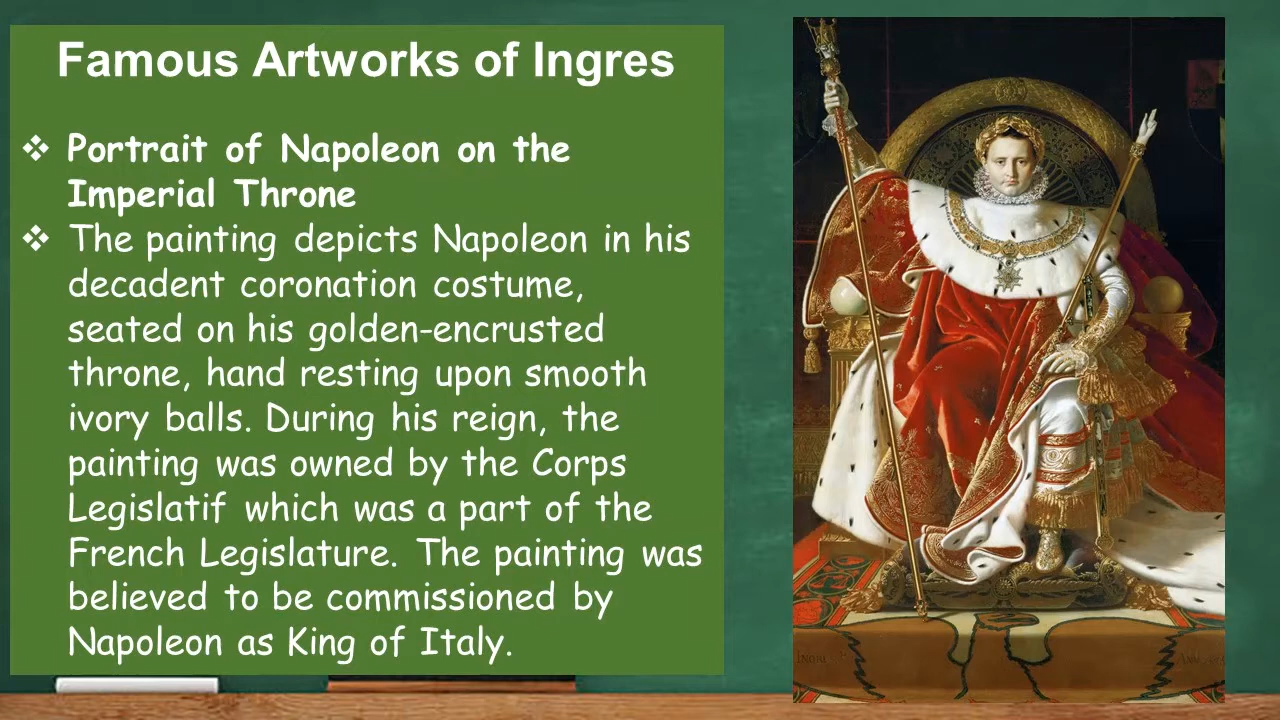 Famous Artworks of Ingres
❖ Portrait of Napoleon on the
Imperial Throne
❖ The painting depicts Napoleon in his
decadent coronation costume,
seated on his golden-encrusted
throne, hand resting upon smooth
ivory balls. During his reign, the
painting was owned by the Corps
Legislatif which was a part of the
French Legislature. The painting was
believed to be commissioned by
Napoleon as King of Italy.